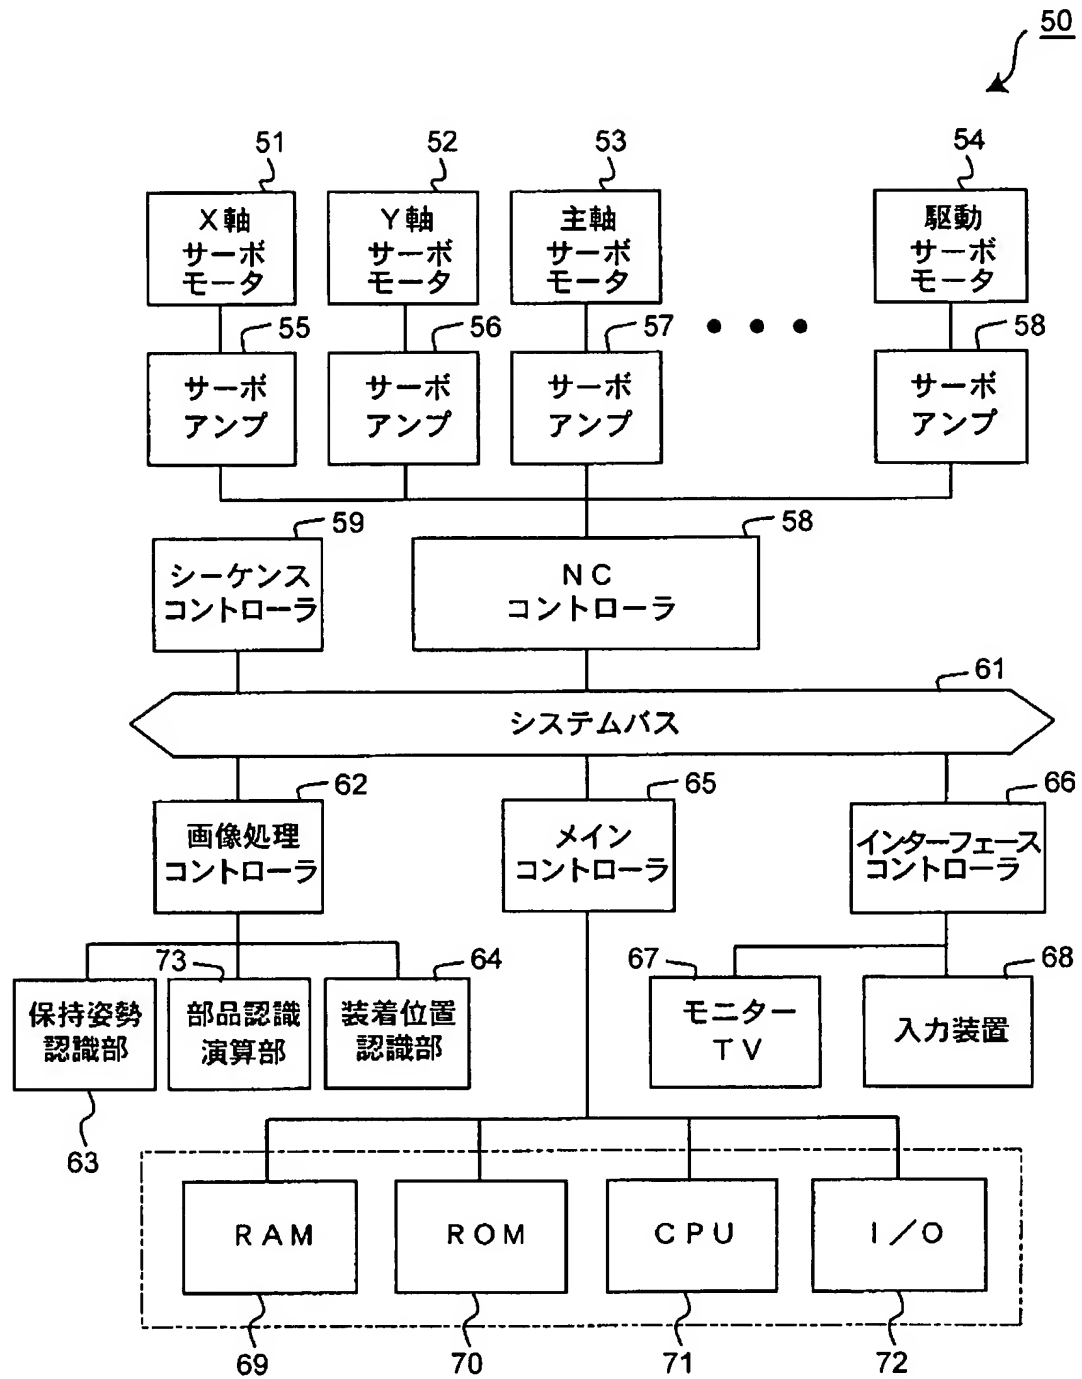 50
51
52
53
54
X軸
サーボ
モータ
Y軸
サーボ
モータ
主軸
サーボ
モータ
駆動
サーボ
モータ
55
56
57
58
サーボ
アンプ
サーボ
アンプ
サーボ
アンプ
サーボ
アンプ
59
58
シーケンス
コントローラ
NC
コントローラ
61
システムバス
62
65
66
画像処理
コントローラ
メイン
コントローラ
インターフェース
コントローラ
73
64
67
68
保持姿勢
認識部
部品認識
演算部
装着位置
認識部
モニター
TV
入力装置
63
RAM
ROM
CPU
I/O
69
70
71
72